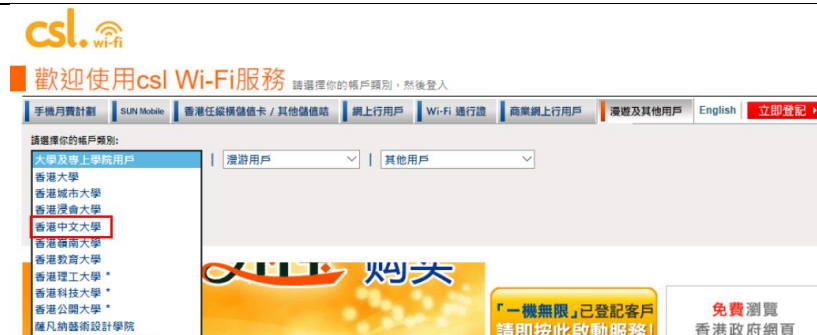 csl. wi-fi
歡迎使用csl Wi-Fi服務 請選擇你的帳戶類別,然後登入
手機月費計劃 SUN Mobile 香港任縱橫儲值卡 / 其他儲值咭 網上行用戶 Wi-Fi 通行證 商業網上行用戶 漫遊及其他用戶 English 立即登記
請選擇你的帳戶類別:
大學及專上學院用戶 | 漫游用戶 | 其他用戶
香港大學
香港城市大學
香港浸會大學
香港中文大學
香港嶺南大學
香港教育大學
香港理工大學 *
香港科技大學 *
香港公開大學 *
薩凡納藝術設計學院
购买
「一機無限」已登記客戶
請即按此啟動服務!
免費瀏覽
香港政府網頁